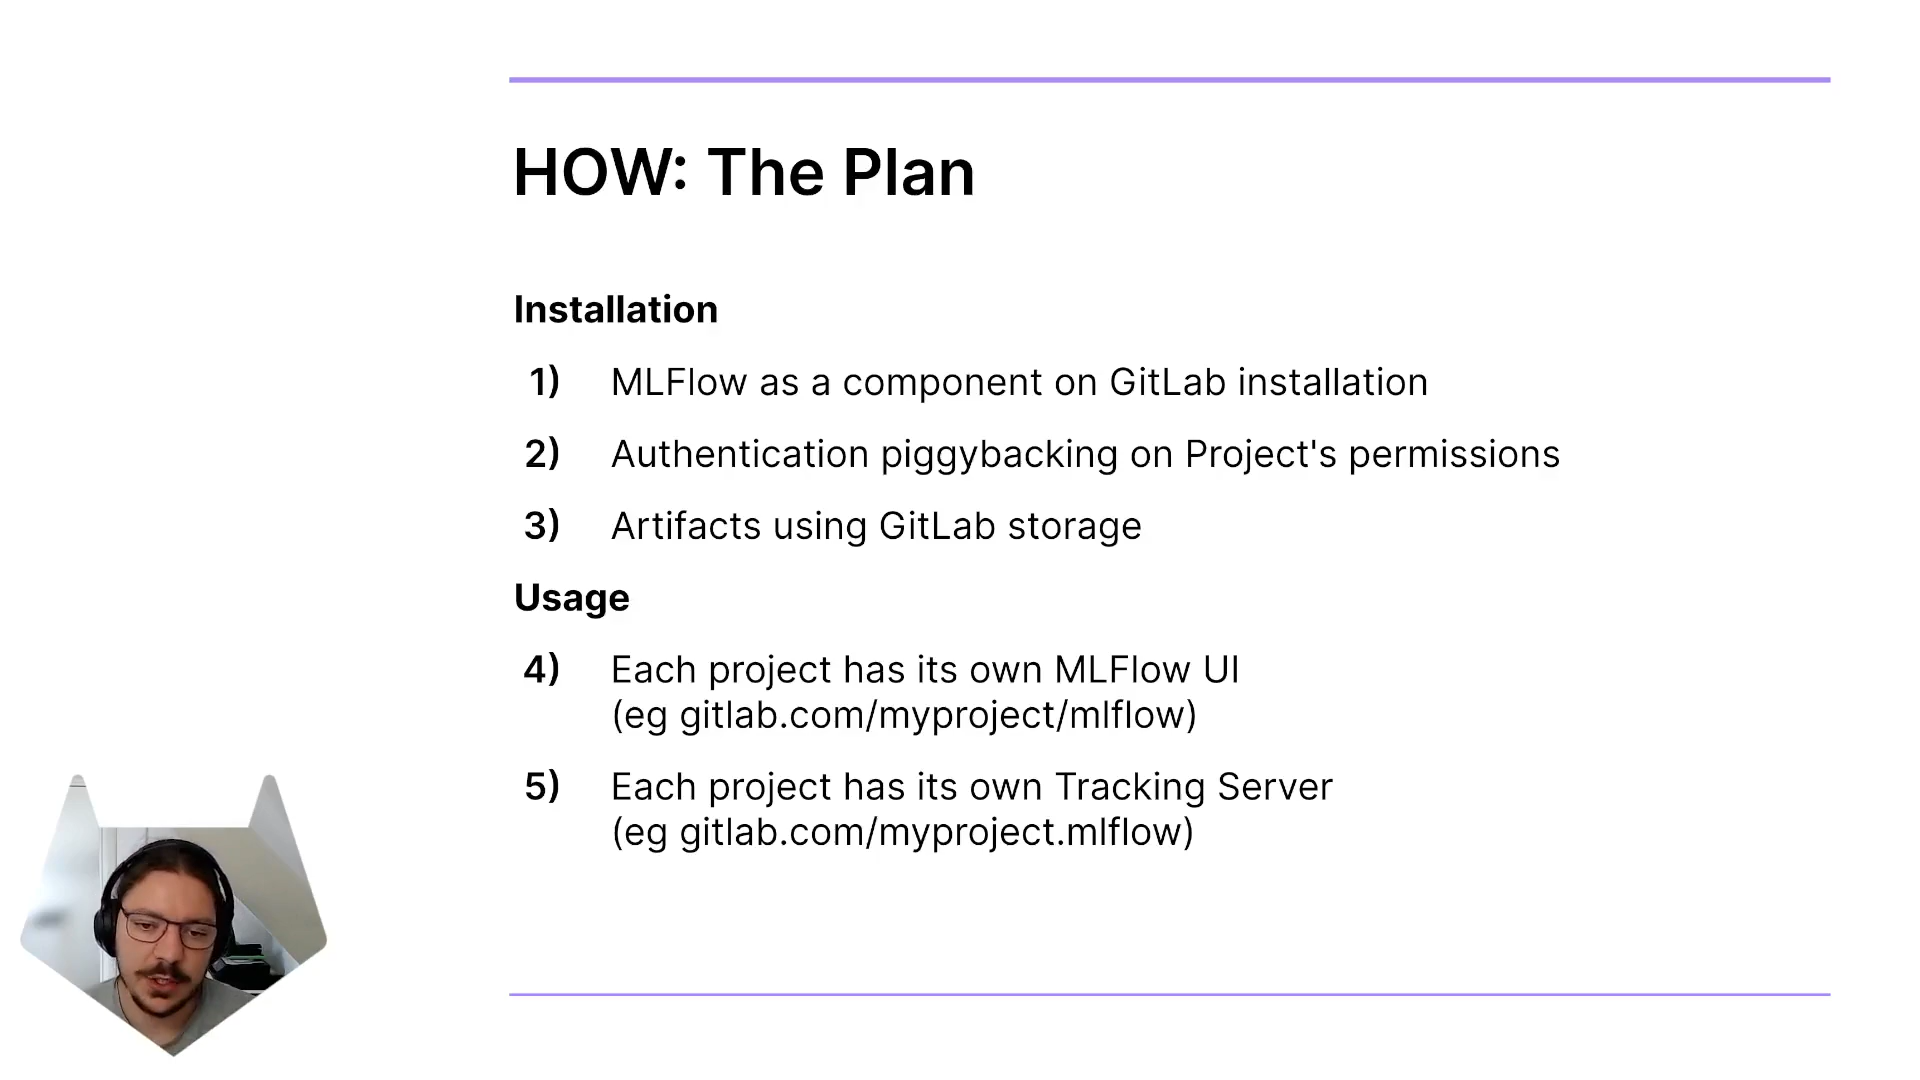 HOW: The Plan
Installation
1) MLFlow as a component on GitLab installation
2) Authentication piggybacking on Project's permissions
3) Artifacts using GitLab storage
Usage
4) Each project has its own MLFlow UI
(eg gitlab.com/myproject/mlflow)
5) Each project has its own Tracking Server
(eg gitlab.com/myproject.mlflow)